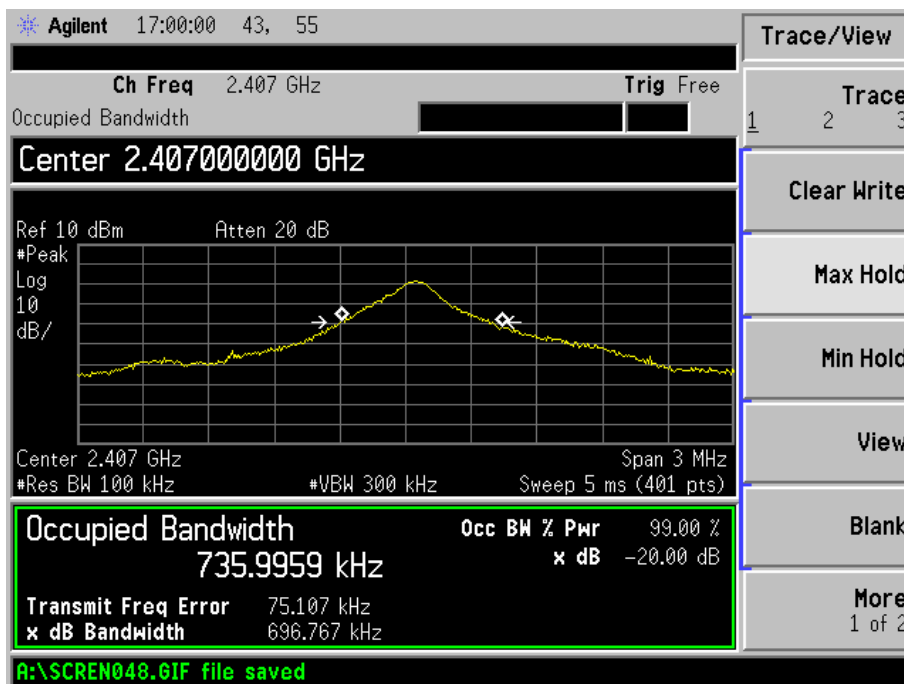 Agilent 17:00:00 43, 55
Trace/View
Ch Freq 2.407 GHz Trig Free
Occupied Bandwidth
Trace
1 2 3
Center 2.407000000 GHz
Clear Write
Ref 10 dBm Atten 20 dB
#Peak
Log
10
dB/
Max Hold
Min Hold
View
Center 2.407 GHz Span 3 MHz
#Res BW 100 kHz #VBW 300 kHz Sweep 5 ms (401 pts)
Occupied Bandwidth Occ BW % Pwr 99.00 %
735.9959 kHz x dB -20.00 dB
Blank
Transmit Freq Error 75.107 kHz
x dB Bandwidth 696.767 kHz
More
1 of 2
A:\SCREN048.GIF file saved